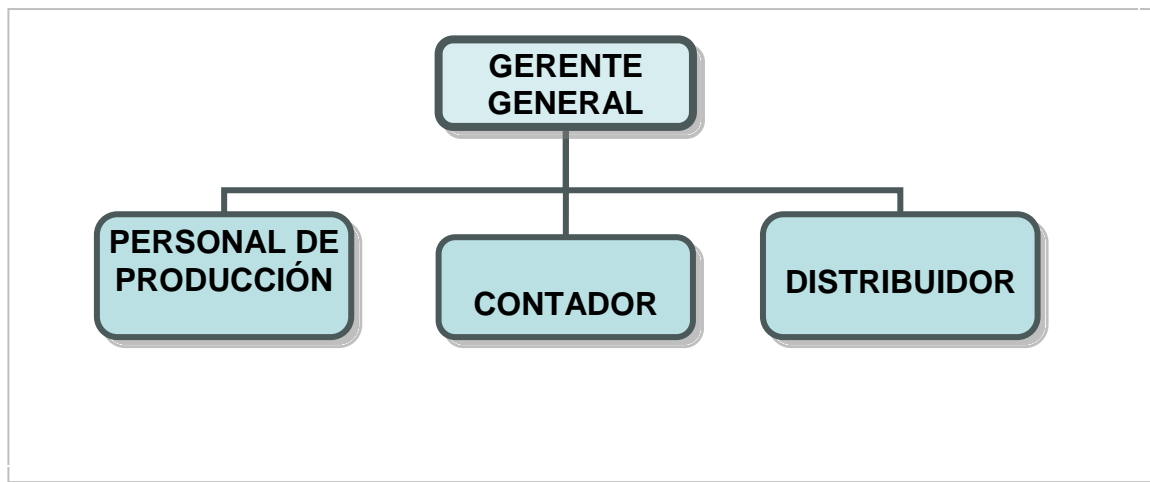 GERENTE
GENERAL
PERSONAL DE
PRODUCCIÓN
CONTADOR
DISTRIBUIDOR